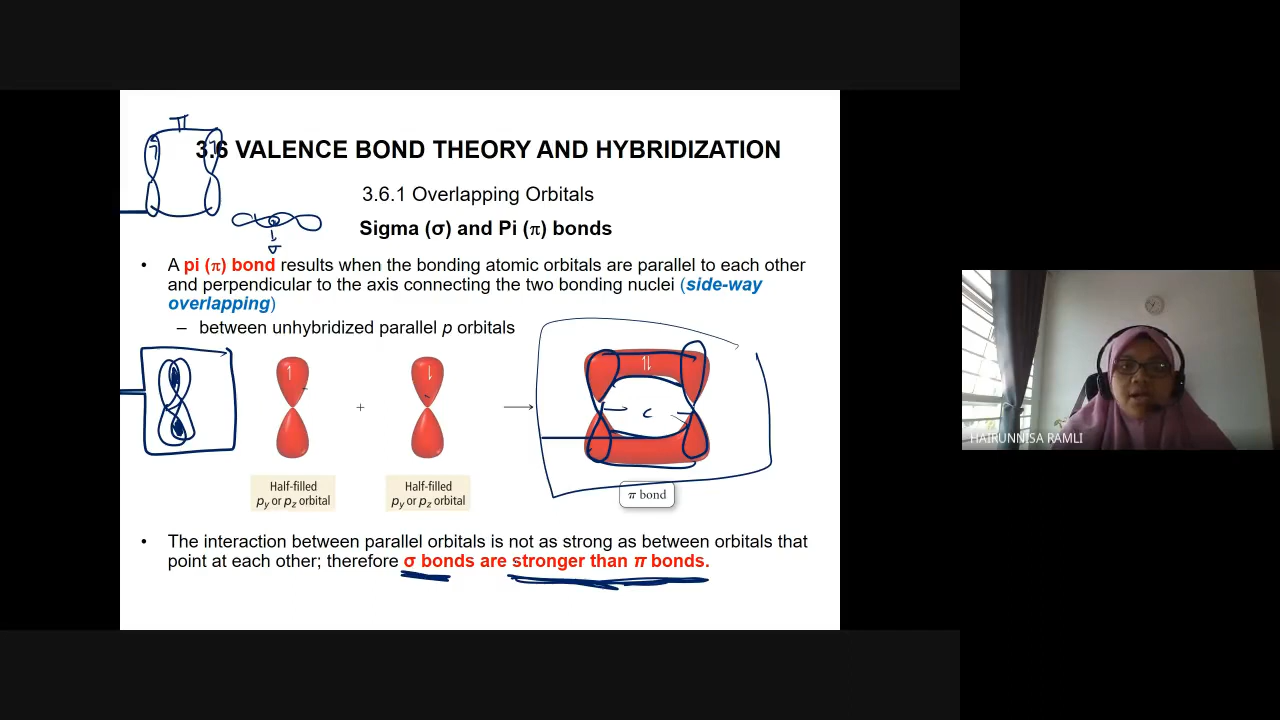 π
3.6 VALENCE BOND THEORY AND HYBRIDIZATION
3.6.1 Overlapping Orbitals
Sigma (σ) and Pi (π) bonds
σ
• A pi (π) bond results when the bonding atomic orbitals are parallel to each other
and perpendicular to the axis connecting the two bonding nuclei (side-way
overlapping)
– between unhybridized parallel p orbitals
↿ + ⇂ → ↿⇂
C
Half-filled
py or pz orbital
Half-filled
py or pz orbital
π bond
• The interaction between parallel orbitals is not as strong as between orbitals that
point at each other; therefore σ bonds are stronger than π bonds.
HAIRUNNISA RAMLI